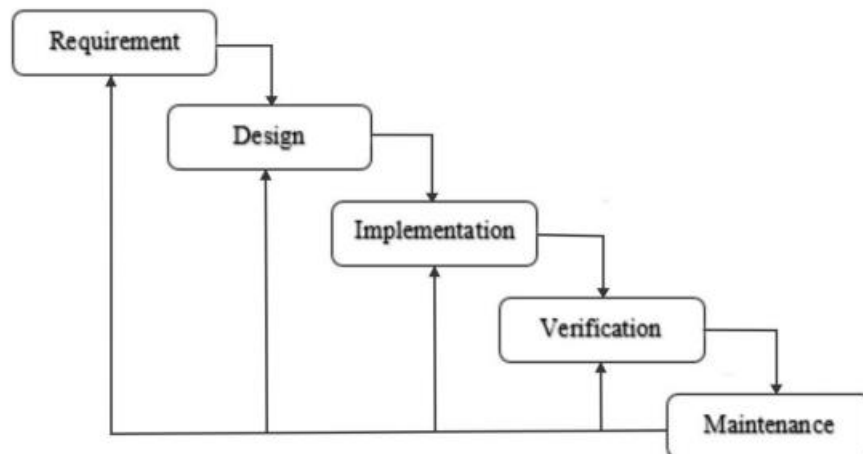 Requirement
Design
Implementation
Verification
Maintenance